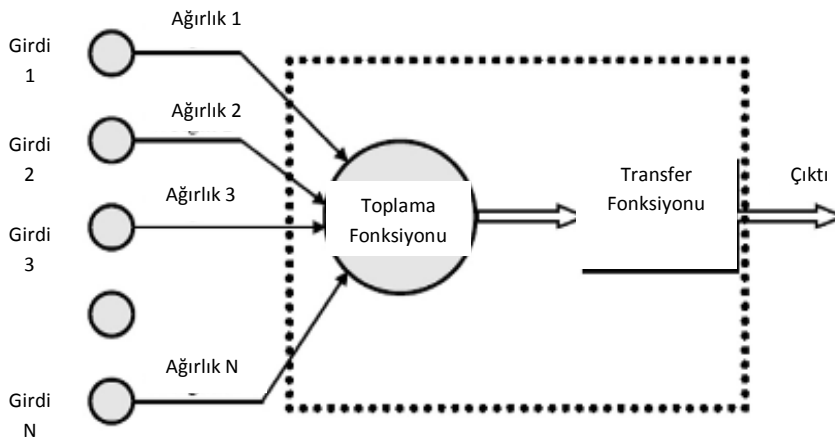 Girdi
1
Ağırlık 1
Girdi
2
Ağırlık 2
Girdi
3
Ağırlık 3
Girdi
N
Ağırlık N
Toplama
Fonksiyonu
Transfer
Fonksiyonu
Çıktı